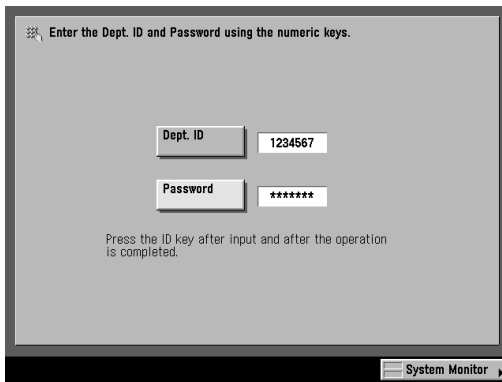 Enter the Dept. ID and Password using the numeric keys.
Dept. ID
1234567
Password
*******
Press the ID key after input and after the operation
is completed.
System Monitor